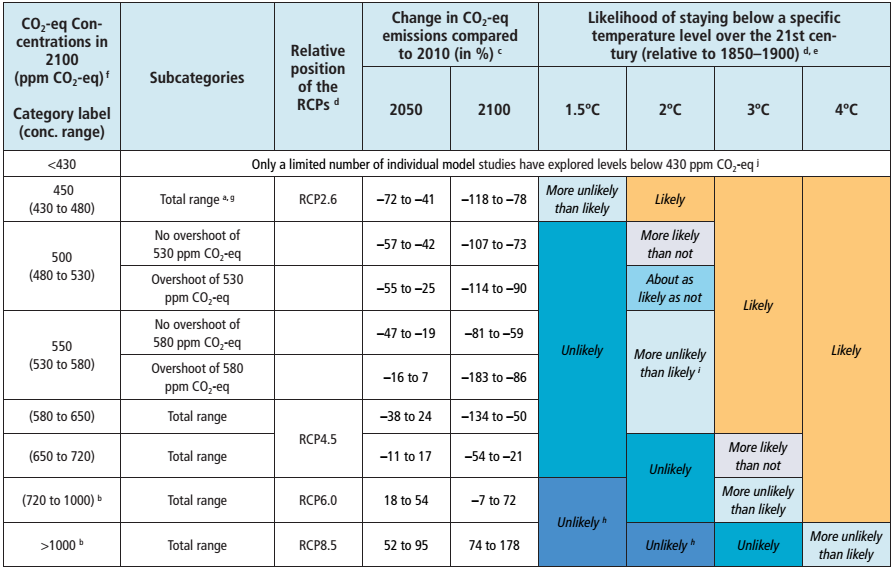 CO₂-eq Con-
centrations in
2100
(ppm CO₂-eq) ᶠ
Category label
(conc. range)
Subcategories
Relative
position
of the
RCPs ᵈ
Change in CO₂-eq
emissions compared
to 2010 (in %) ᶜ
Likelihood of staying below a specific
temperature level over the 21st cen-
tury (relative to 1850–1900) ᵈ, ᵉ
2050
2100
1.5ºC
2ºC
3ºC
4ºC
<430
Only a limited number of individual model studies have explored levels below 430 ppm CO₂-eq ʲ
450
(430 to 480)
Total range ᵃ, ᵍ
RCP2.6
−72 to −41
−118 to −78
More unlikely
than likely
Likely
Likely
Likely
500
(480 to 530)
No overshoot of
530 ppm CO₂-eq
−57 to −42
−107 to −73
Unlikely
More likely
than not
Overshoot of 530
ppm CO₂-eq
−55 to −25
−114 to −90
About as
likely as not
550
(530 to 580)
No overshoot of
580 ppm CO₂-eq
−47 to −19
−81 to −59
More unlikely
than likely ⁱ
Overshoot of 580
ppm CO₂-eq
−16 to 7
−183 to −86
(580 to 650)
Total range
RCP4.5
−38 to 24
−134 to −50
(650 to 720)
Total range
−11 to 17
−54 to −21
Unlikely
More likely
than not
(720 to 1000) ᵇ
Total range
RCP6.0
18 to 54
−7 to 72
Unlikely ʰ
More unlikely
than likely
>1000 ᵇ
Total range
RCP8.5
52 to 95
74 to 178
Unlikely ʰ
Unlikely
More unlikely
than likely